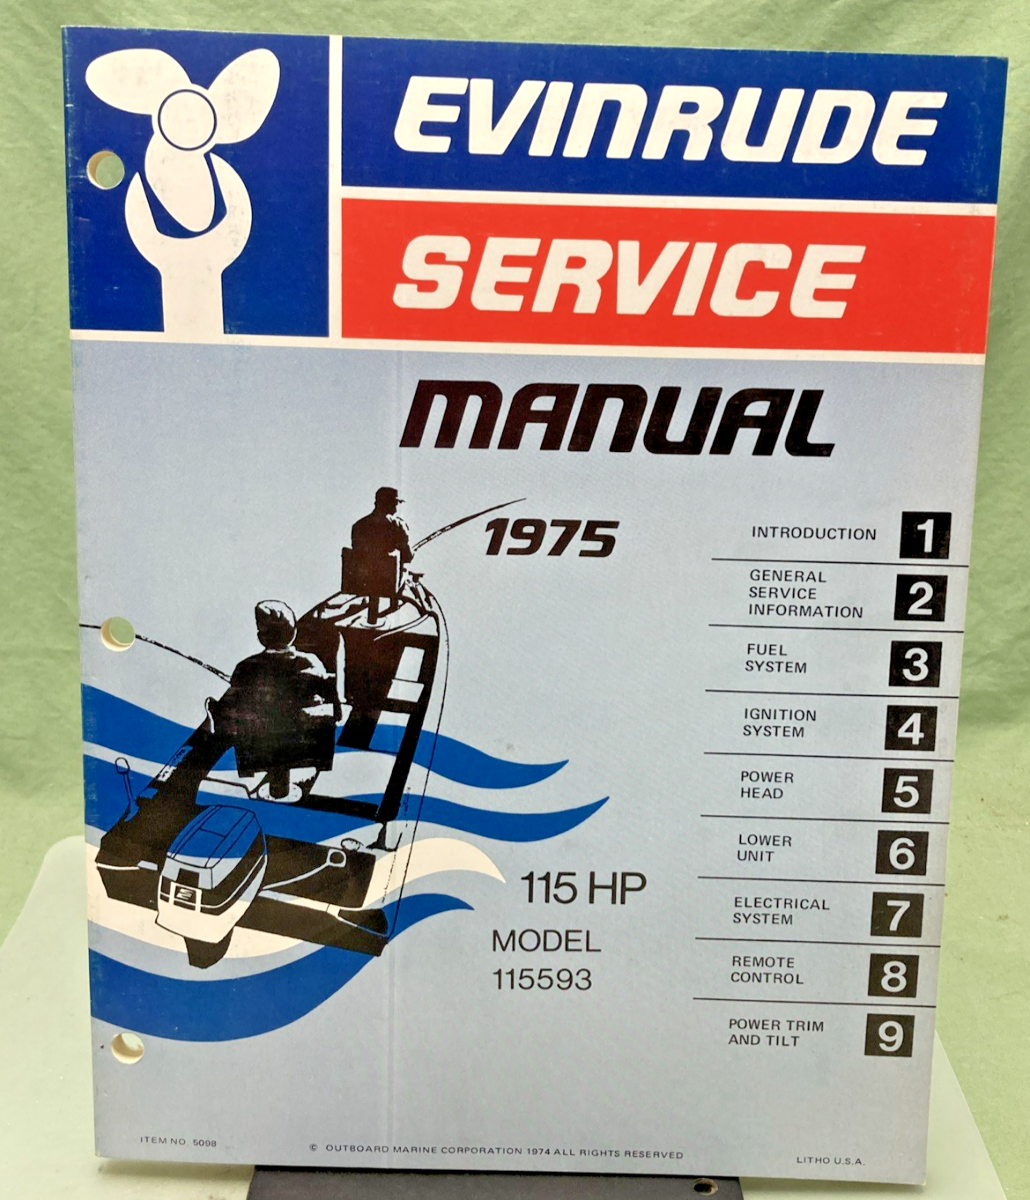 EVINRUDE
SERVICE
MANUAL
1975
INTRODUCTION 1
GENERAL
SERVICE
INFORMATION 2
FUEL
SYSTEM 3
IGNITION
SYSTEM 4
POWER
HEAD 5
LOWER
UNIT 6
ELECTRICAL
SYSTEM 7
REMOTE
CONTROL 8
POWER TRIM
AND TILT 9
115 HP
MODEL
115593
E
ITEM NO. 5098
© OUTBOARD MARINE CORPORATION 1974 ALL RIGHTS RESERVED
LITHO U.S.A.